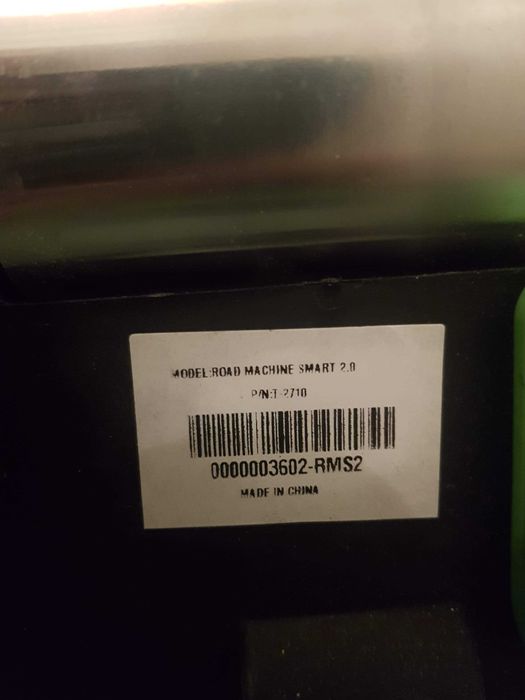 MODEL:ROAD MACHINE SMART 2.0
P/N:T-2710
0000003602-RMS2
MADE IN CHINA